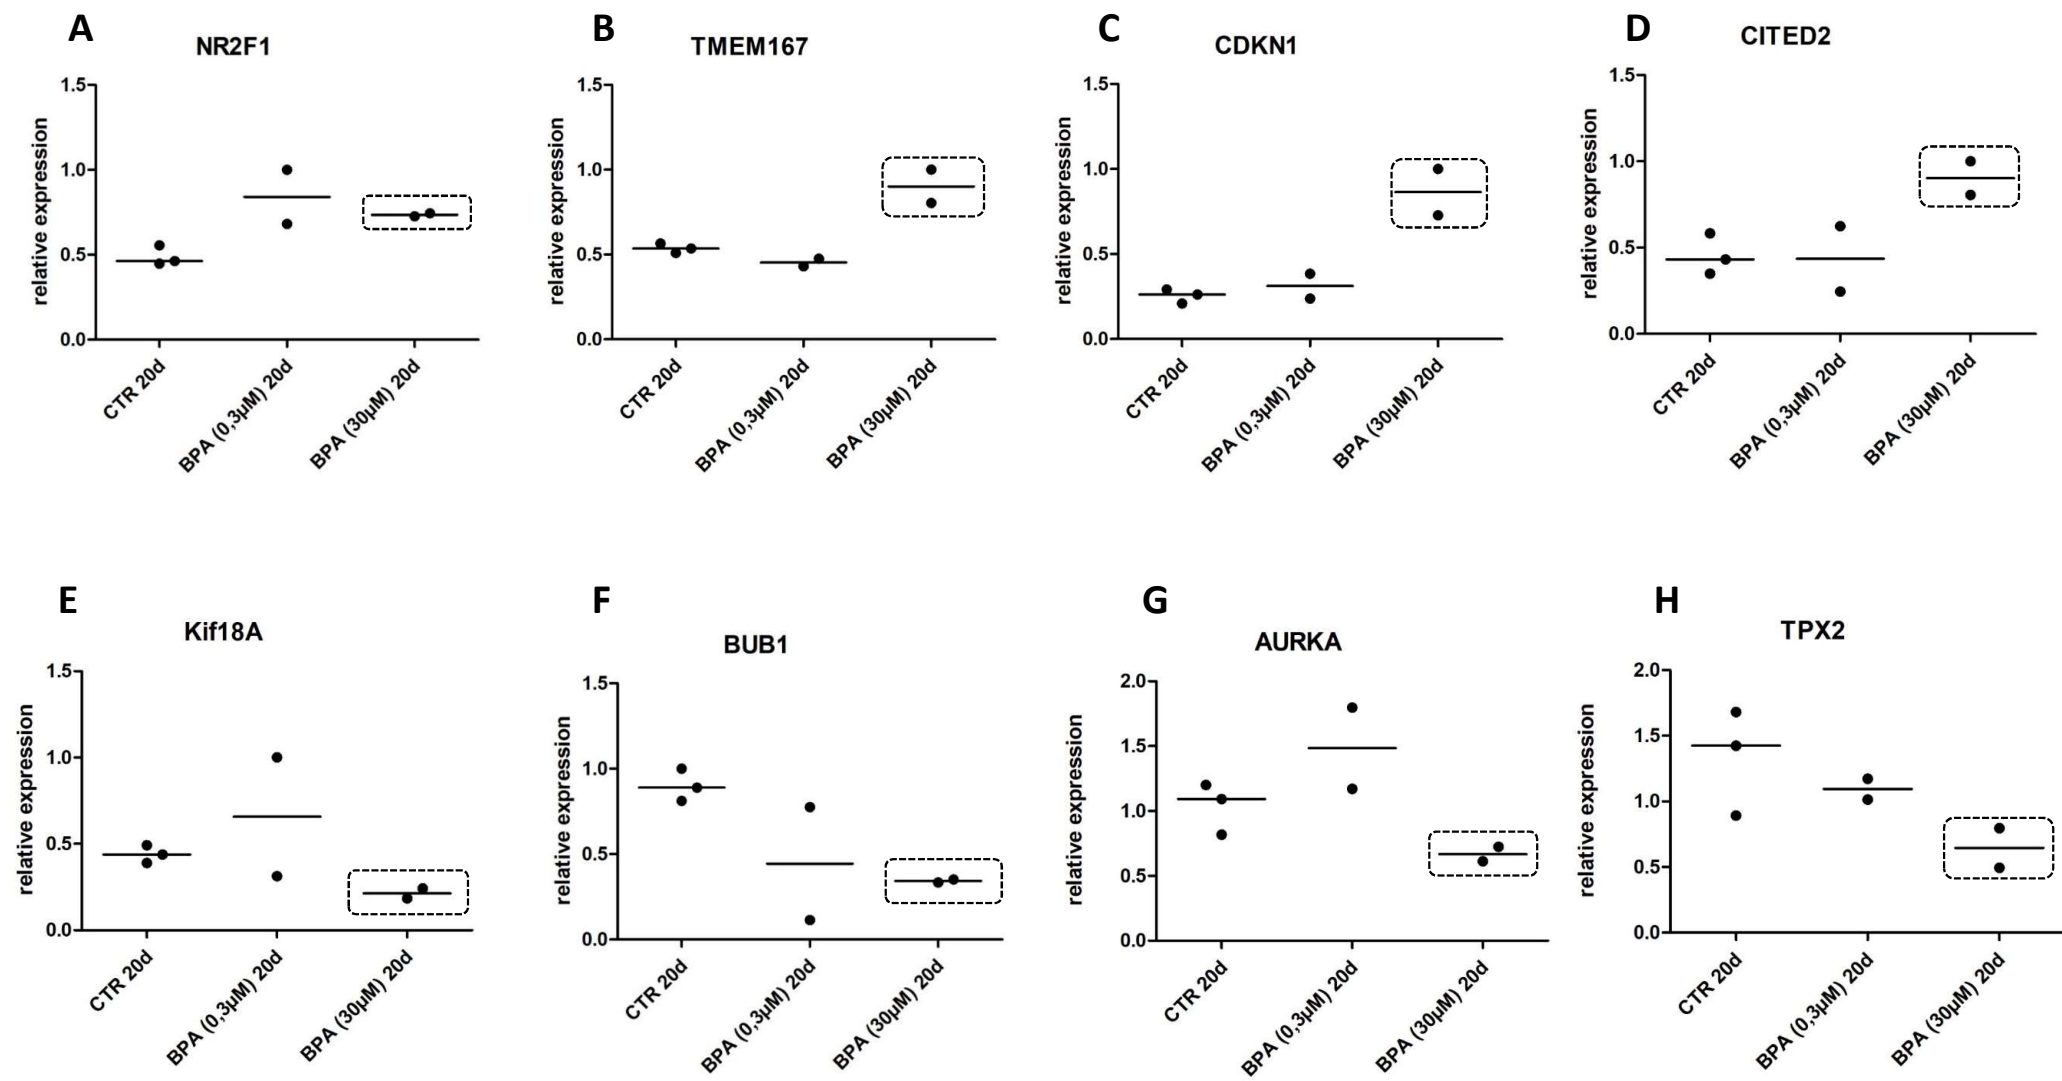 A
NR2F1
relative expression
1.5
1.0
0.5
0.0
CTR 20d
BPA (0,3µM) 20d
BPA (30µM) 20d
B
TMEM167
relative expression
1.5
1.0
0.5
0.0
CTR 20d
BPA (0,3µM) 20d
BPA (30µM) 20d
C
CDKN1
relative expression
1.5
1.0
0.5
0.0
CTR 20d
BPA (0,3µM) 20d
BPA (30µM) 20d
D
CITED2
relative expression
1.5
1.0
0.5
0.0
CTR 20d
BPA (0,3µM) 20d
BPA (30µM) 20d
E
Kif18A
relative expression
1.5
1.0
0.5
0.0
CTR 20d
BPA (0,3µM) 20d
BPA (30µM) 20d
F
BUB1
relative expression
1.5
1.0
0.5
0.0
CTR 20d
BPA (0,3µM) 20d
BPA (30µM) 20d
G
AURKA
relative expression
2.0
1.5
1.0
0.5
0.0
CTR 20d
BPA (0,3µM) 20d
BPA (30µM) 20d
H
TPX2
relative expression
2.0
1.5
1.0
0.5
0.0
CTR 20d
BPA (0,3µM) 20d
BPA (30µM) 20d